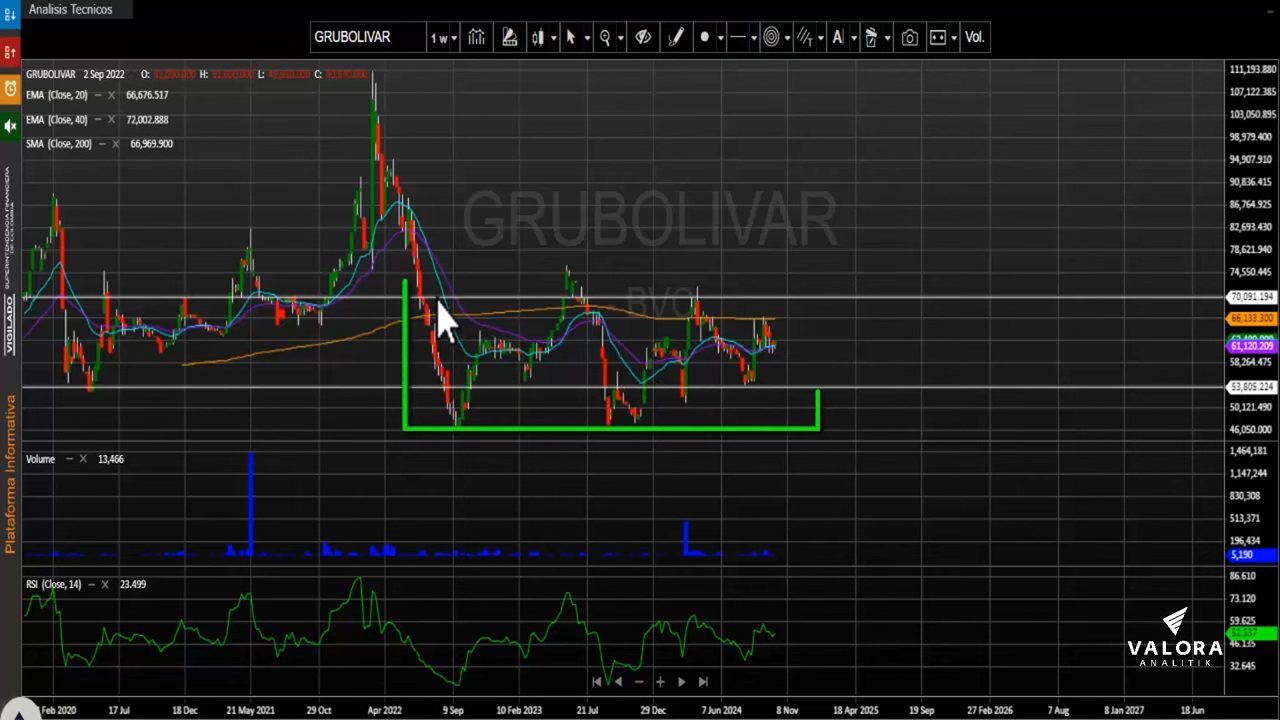 Analisis Tecnicos
GRUBOLIVAR 1 w Vol.
GRUBOLIVAR 2 Sep 2022 O: H: L: C:
EMA (Close, 20) 66,676.517
EMA (Close, 40) 72,002.888
SMA (Close, 200) 66,969.900
GRUBOLIVAR
BVC
111,193.880
107,122.385
103,050.895
98,979.400
94,907.910
90,836.415
86,764.925
82,693.430
78,621.940
74,550.445
70,091.194
66,133.300
61,120.209
58,264.475
53,805.224
50,121.490
46,050.000
Volume 13,466
1,464,181
1,147,244
830,308
513,371
196,434
5,190
RSI (Close, 14) 23.499
86.610
73.120
59.625
52.537
46.135
32.645
VIGILADO SUPERINTENDENCIA FINANCIERA
DE COLOMBIA
Plataforma Informativa
VALORA
ANALITIK
Feb 2020 17 Jul 18 Dec 21 May 2021 29 Oct Apr 2022 9 Sep 10 Feb 2023 21 Jul 29 Dec 7 Jun 2024 8 Nov 18 Apr 2025 19 Sep 27 Feb 2026 7 Aug 8 Jan 2027 18 Jun